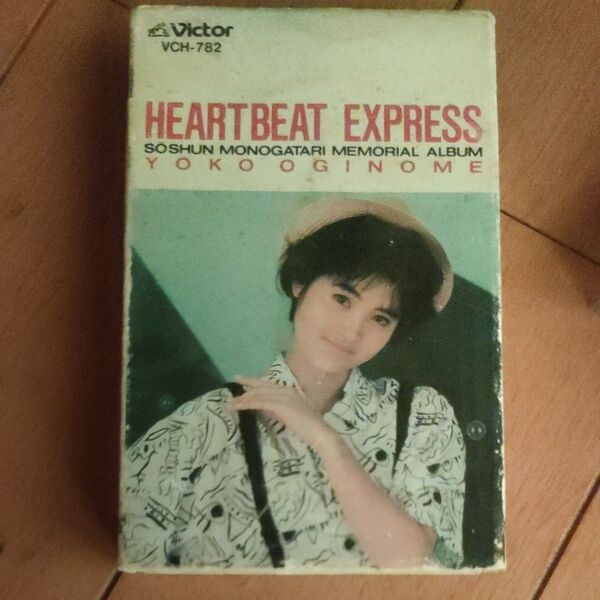 Victor
VCH-782
HEARTBEAT EXPRESS
SOSHUN MONOGATARI MEMORIAL ALBUM
YOKO OGINOME